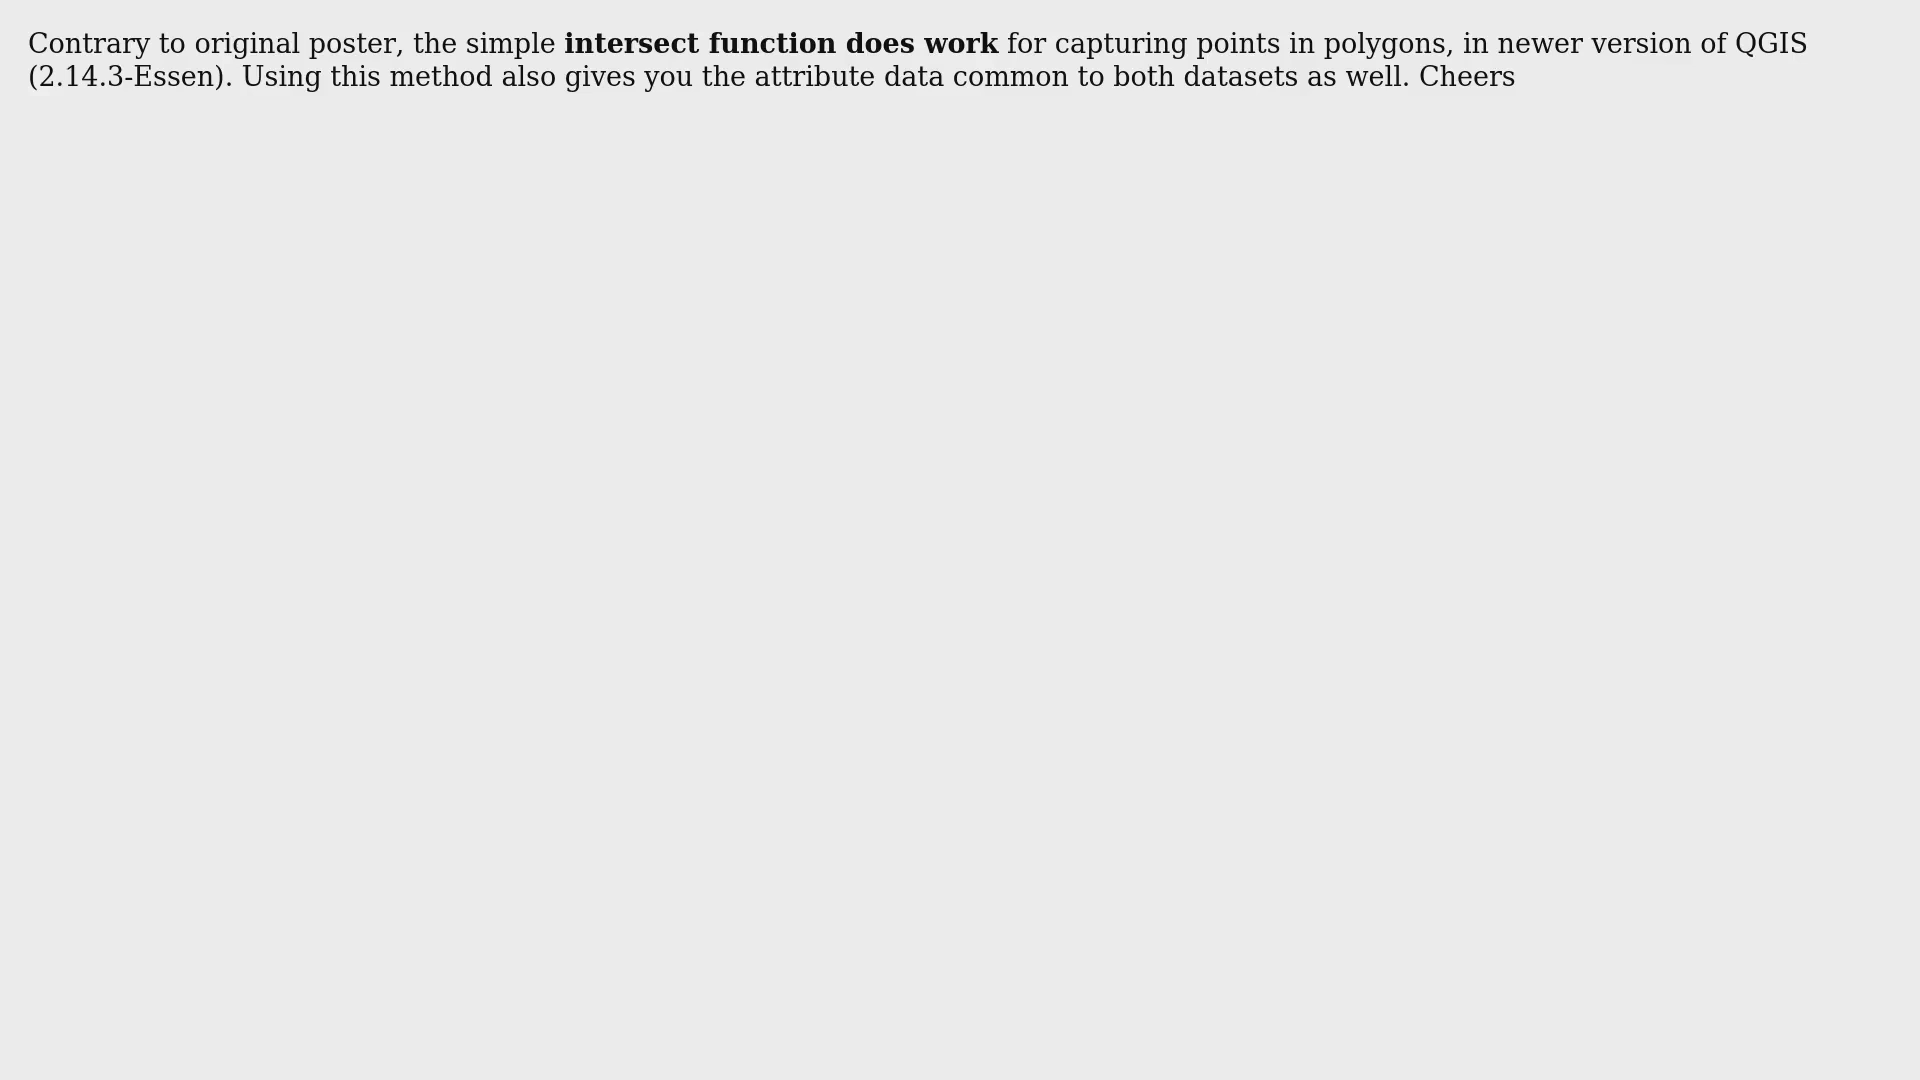 Contrary to original poster, the simple intersect function does work for capturing points in polygons, in newer version of QGIS
(2.14.3-Essen). Using this method also gives you the attribute data common to both datasets as well. Cheers